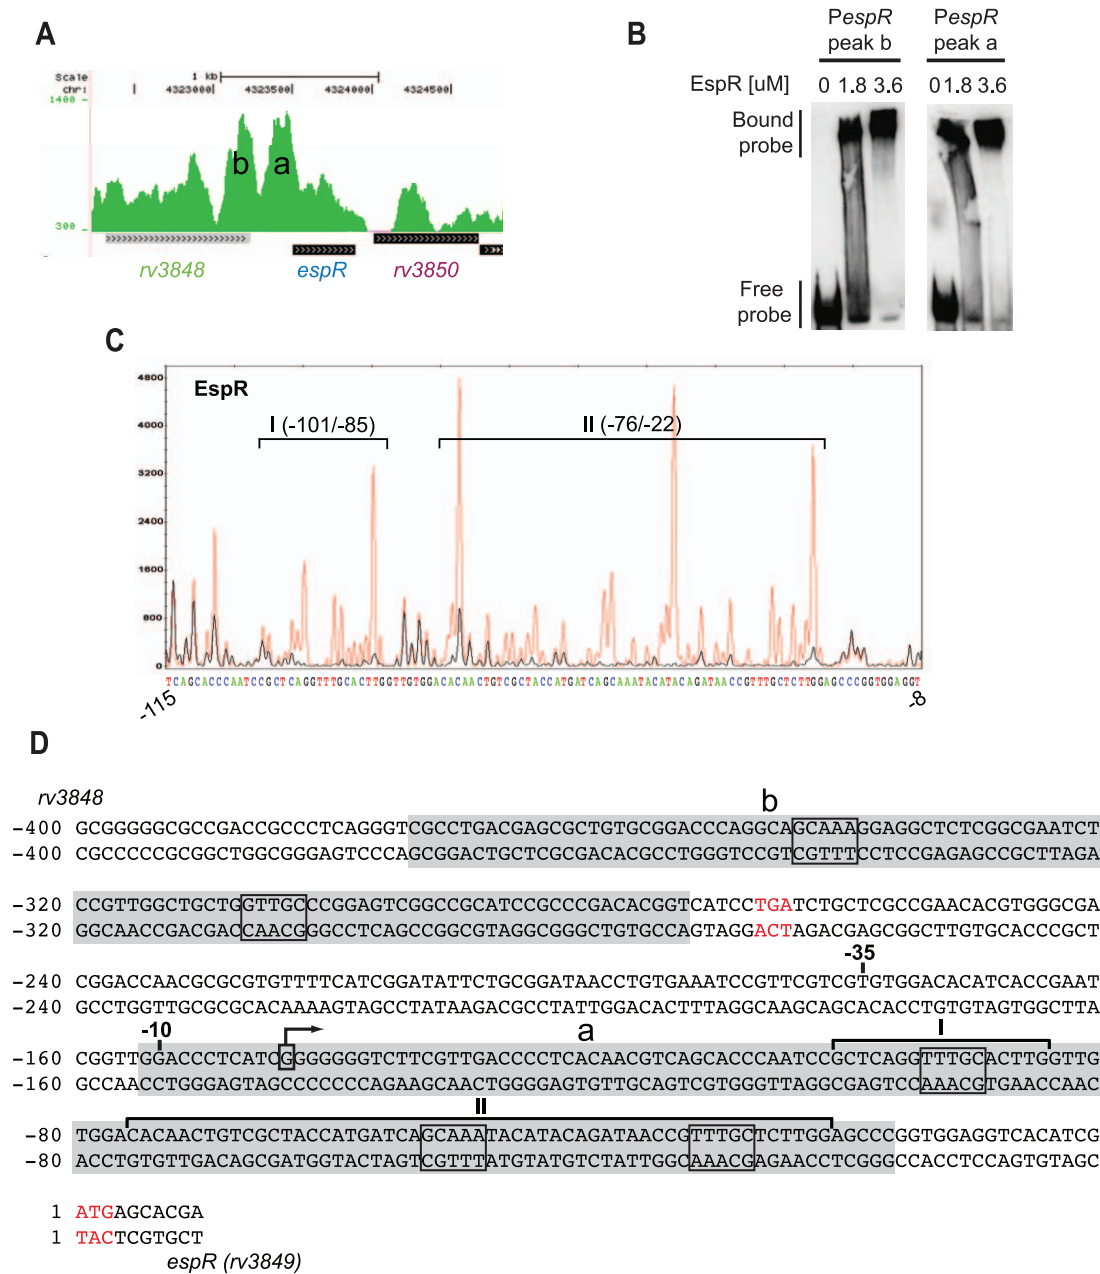 A
Scale
1 kb
chr:
4323000|
4323500|
4324000|
4324500|
1400
300
b
a
rv3848
espR
rv3850
B
PespR
peak b
PespR
peak a
EspR [uM]
0 1.8 3.6
0 1.8 3.6
Bound
probe
Free
probe
C
EspR
I (-101/-85)
II (-76/-22)
4800
4000
3200
2400
1600
800
0
TCAGCACCCAATCCGCTCAGGTTTGCACTTGGTTGTGGACACAACTGTCGCTACCATGATCAGCAAATACATACAGATAACCGTTTGCTCTTGGAGCCCGGTGGAGGT
-115
-8
D
rv3848
b
-400 GCGGGGGCGCCGACCGCCCTCAGGGTCGCCTGACGAGCGCTGTGCGGACCCAGGCAGCAAAGGAGGCTCTCGGCGAATCT
-400 CGCCCCCGCGGCTGGCGGGAGTCCCAGCGGACTGCTCGCGACACGCCTGGGTCCGTCGTTTCCTCCGAGAGCCGCTTAGA
-320 CCGTTGGCTGCTGGTTGCCCGGAGTCGGCCGCATCCGCCCGACACGGTCATCCTGATCTGCTCGCCGAACACGTGGGCGA
-320 GGCAACCGACGACCAACGGGCCTCAGCCGGCGTAGGCGGGCTGTGCCAGTAGGACTAGACGAGCGGCTTGTGCACCCGCT
-35
-240 CGGACCAACGCGCGTGTTTTCATCGGATATTCTGCGGATAACCTGTGAAATCCGTTCGTCGTGTGGACACATCACCGAAT
-240 GCCTGGTTGCGCGCACAAAAGTAGCCTATAAGACGCCTATTGGACACTTTAGGCAAGCAGCACACCTGTGTAGTGGCTTA
-10
a
I
-160 CGGTTGGACCCTCATCGGGGGGGTCTTCGTTGACCCCTCACAACGTCAGCACCCAATCCGCTCAGGTTTGCACTTGGTTG
-160 GCCAACCTGGGAGTAGCCCCCCCAGAAGCAACTGGGGAGTGTTGCAGTCGTGGGTTAGGCGAGTCCAAACGTGAACCAAC
II
-80 TGGACACAACTGTCGCTACCATGATCAGCAAATACATACAGATAACCGTTTGCTCTTGGAGCCCGGTGGAGGTCACATCG
-80 ACCTGTGTTGACAGCGATGGTACTAGTCGTTTATGTATGTCTATTGGCAAACGAGAACCTCGGGCCACCTCCAGTGTAGC
1 ATGAGCACGA
1 TACTCGTGCT
espR (rv3849)